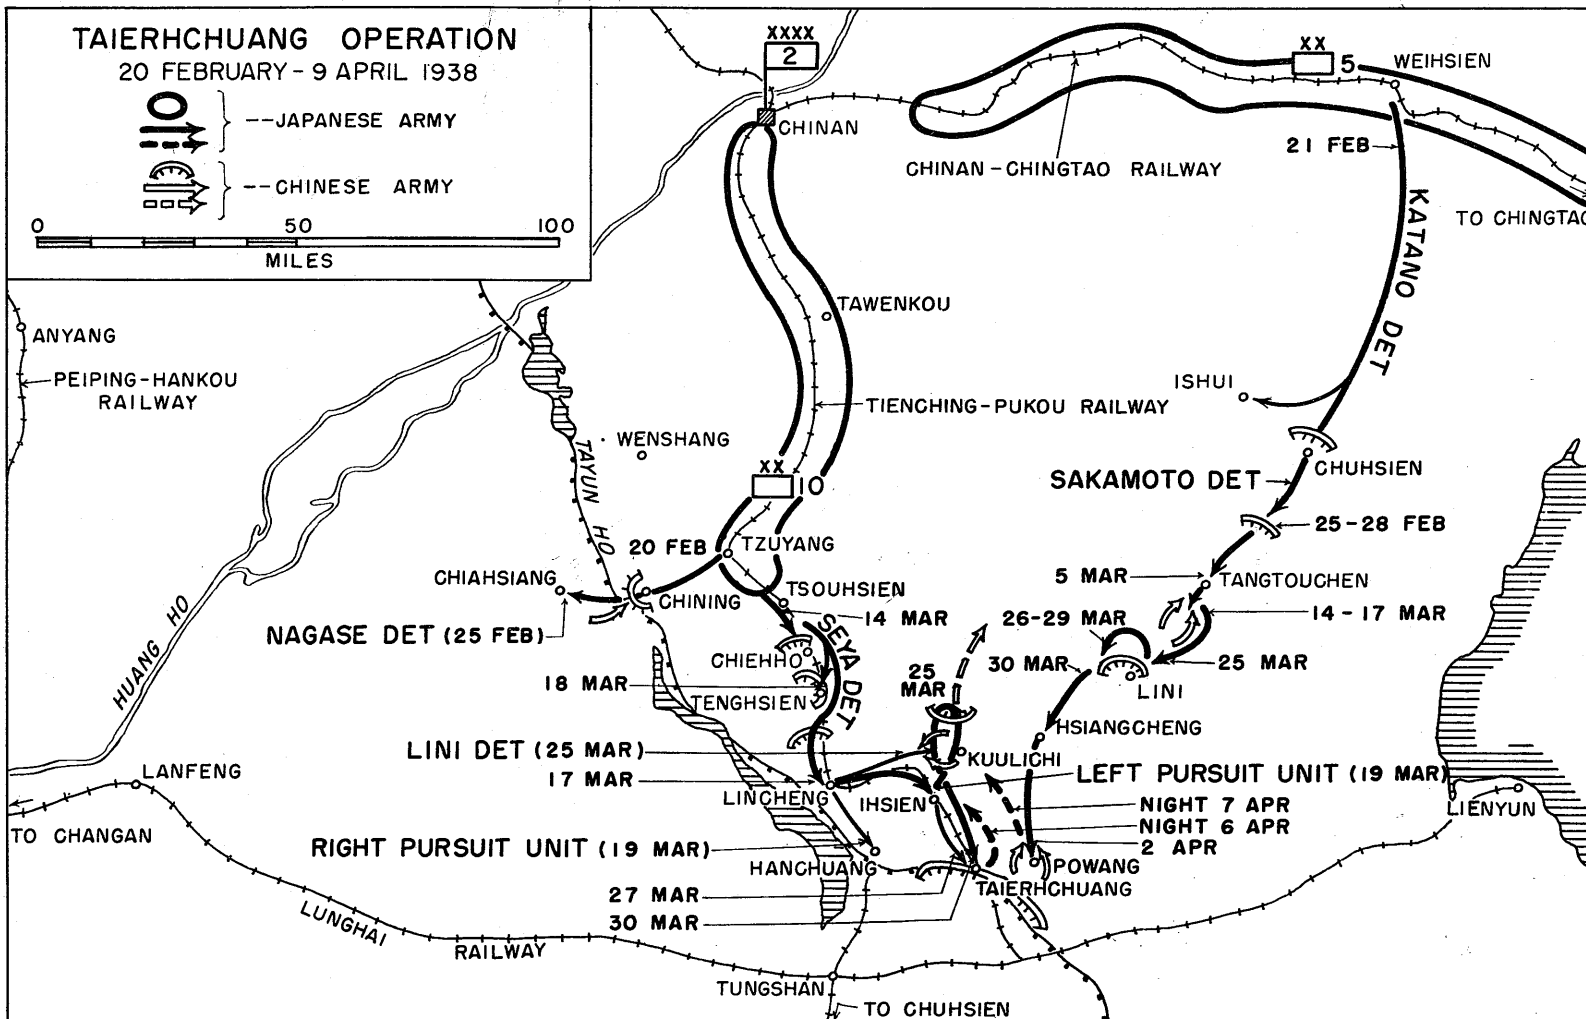 TAIERHCHUANG OPERATION
20 FEBRUARY - 9 APRIL 1938
--JAPANESE ARMY
--CHINESE ARMY
0 50 100
MILES
XXXX
2
CHINAN
XX
5
WEIHSIEN
21 FEB
CHINAN-CHINGTAO RAILWAY
TO CHINGTAO
KATANO DET
TAWENKOU
ANYANG
PEIPING-HANKOU
RAILWAY
ISHUI
TIENCHING-PUKOU RAILWAY
WENSHANG
TAYUN HO
CHUHSIEN
SAKAMOTO DET
XX
10
25-28 FEB
20 FEB
TZUYANG
CHIAHSIANG
CHINING
TSOUHSIEN
5 MAR
TANGTOUCHEN
14 MAR
26-29 MAR
14-17 MAR
NAGASE DET (25 FEB)
HUANG HO
SEYA DET
CHIEHHO
30 MAR
25 MAR
18 MAR
TENGHSIEN
25
MAR
LINI
HSIANGCHENG
LINI DET (25 MAR)
KUULICHI
17 MAR
LEFT PURSUIT UNIT (19 MAR)
LANFENG
LINCHENG
IHSIEN
NIGHT 7 APR
LIENYUN
TO CHANGAN
NIGHT 6 APR
RIGHT PURSUIT UNIT (19 MAR)
2 APR
HANCHUANG
POWANG
TAIERHCHUANG
27 MAR
30 MAR
LUNGHAI
RAILWAY
TUNGSHAN
TO CHUHSIEN